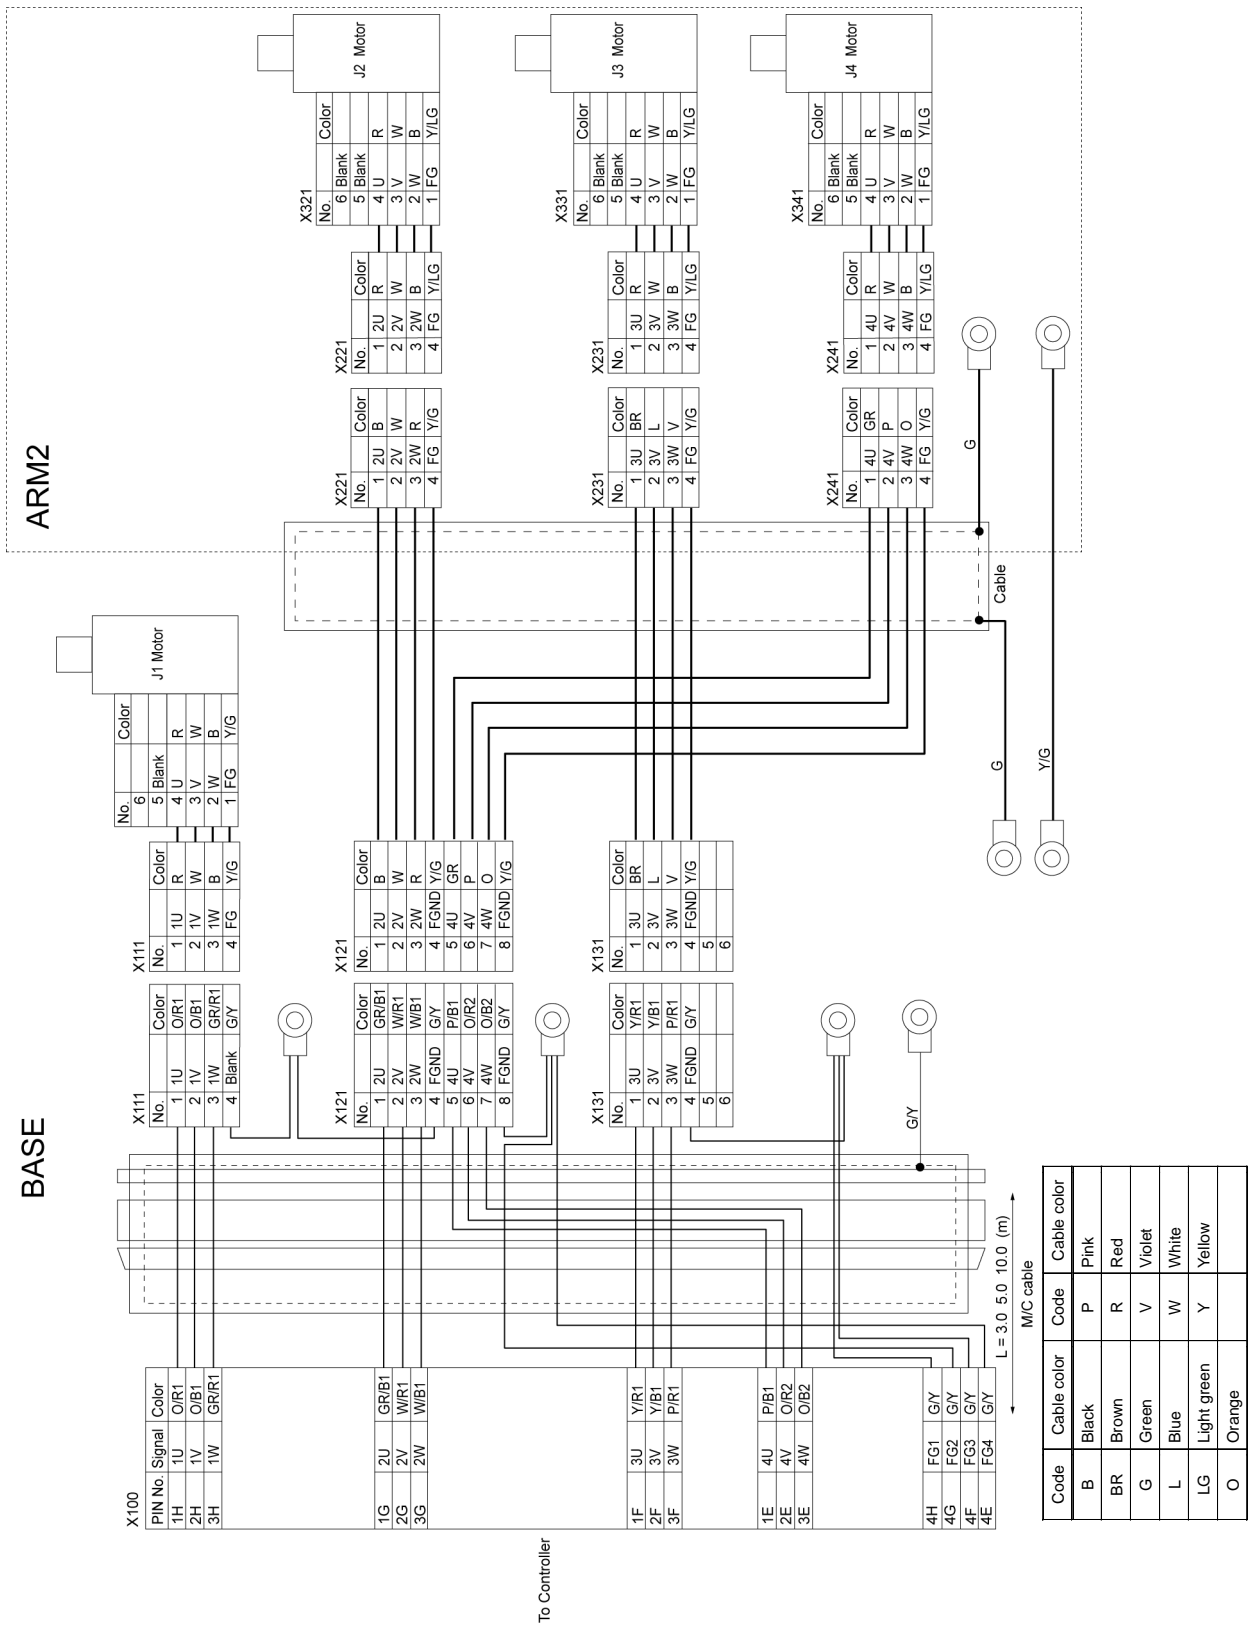 BASE
ARM2
To Controller
X100
PIN No. Signal Color
1H 1U O/R1
2H 1V O/B1
3H 1W GR/R1
1G 2U GR/B1
2G 2V W/R1
3G 2W W/B1
1F 3U Y/R1
2F 3V Y/B1
3F 3W P/R1
1E 4U P/B1
2E 4V O/R2
3E 4W O/B2
4H FG1 G/Y
4G FG2 G/Y
4F FG3 G/Y
4E FG4 G/Y
L = 3.0 5.0 10.0 (m)
M/C cable
G/Y
X111
No. Color
1 1U O/R1
2 1V O/B1
3 1W GR/R1
4 Blank G/Y
X121
No. Color
1 2U GR/B1
2 2V W/R1
3 2W W/B1
4 FGND G/Y
5 4U P/B1
6 4V O/R2
7 4W O/B2
8 FGND G/Y
X131
No. Color
1 3U Y/R1
2 3V Y/B1
3 3W P/R1
4 FGND G/Y
5
6
X111
No. Color
1 1U R
2 1V W
3 1W B
4 FG Y/G
X121
No. Color
1 2U B
2 2V W
3 2W R
4 FGND Y/G
5 4U GR
6 4V P
7 4W O
8 FGND Y/G
X131
No. Color
1 3U BR
2 3V L
3 3W V
4 FGND Y/G
5
6
No. Color
6
5 Blank
4 U R
3 V W
2 W B
1 FG Y/G
J1 Motor
G
Y/G
Cable
G
X221
No. Color
1 2U B
2 2V W
3 2W R
4 FG Y/G
X231
No. Color
1 3U BR
2 3V L
3 3W V
4 FG Y/G
X241
No. Color
1 4U GR
2 4V P
3 4W O
4 FG Y/G
X221
No. Color
1 2U R
2 2V W
3 2W B
4 FG Y/LG
X231
No. Color
1 3U R
2 3V W
3 3W B
4 FG Y/LG
X241
No. Color
1 4U R
2 4V W
3 4W B
4 FG Y/LG
X321
No. Color
6 Blank
5 Blank
4 U R
3 V W
2 W B
1 FG Y/LG
J2 Motor
X331
No. Color
6 Blank
5 Blank
4 U R
3 V W
2 W B
1 FG Y/LG
J3 Motor
X341
No. Color
6 Blank
5 Blank
4 U R
3 V W
2 W B
1 FG Y/LG
J4 Motor
Code Cable color Code Cable color
B Black P Pink
BR Brown R Red
G Green V Violet
L Blue W White
LG Light green Y Yellow
O Orange